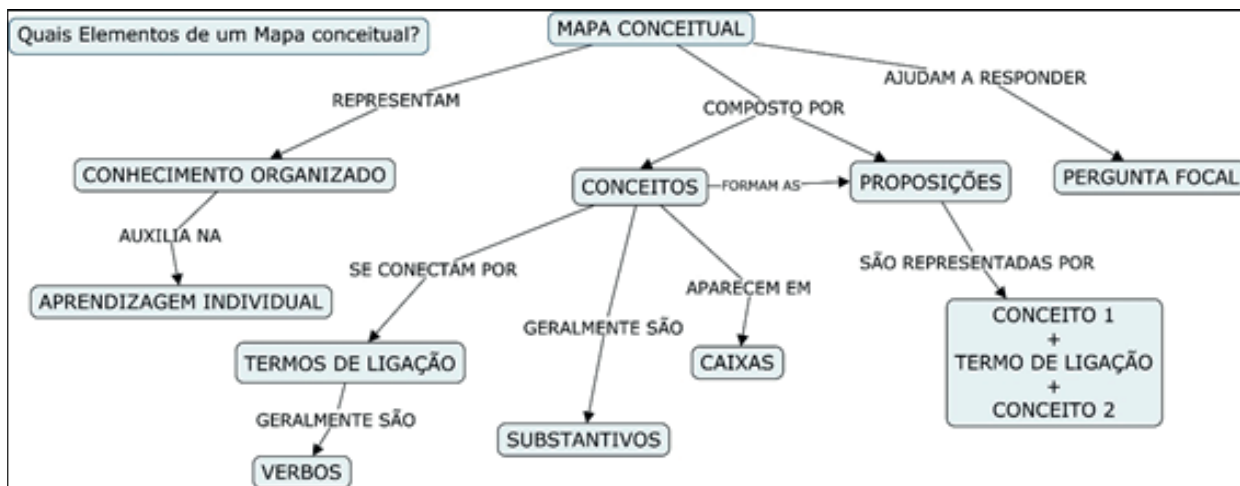 Quais Elementos de um Mapa conceitual?
MAPA CONCEITUAL
REPRESENTAM
COMPOSTO POR
AJUDAM A RESPONDER
CONHECIMENTO ORGANIZADO
CONCEITOS
FORMAM AS
PROPOSIÇÕES
PERGUNTA FOCAL
AUXILIA NA
SE CONECTAM POR
APARECEM EM
SÃO REPRESENTADAS POR
APRENDIZAGEM INDIVIDUAL
GERALMENTE SÃO
TERMOS DE LIGAÇÃO
CAIXAS
CONCEITO 1
+
TERMO DE LIGAÇÃO
+
CONCEITO 2
GERALMENTE SÃO
SUBSTANTIVOS
VERBOS